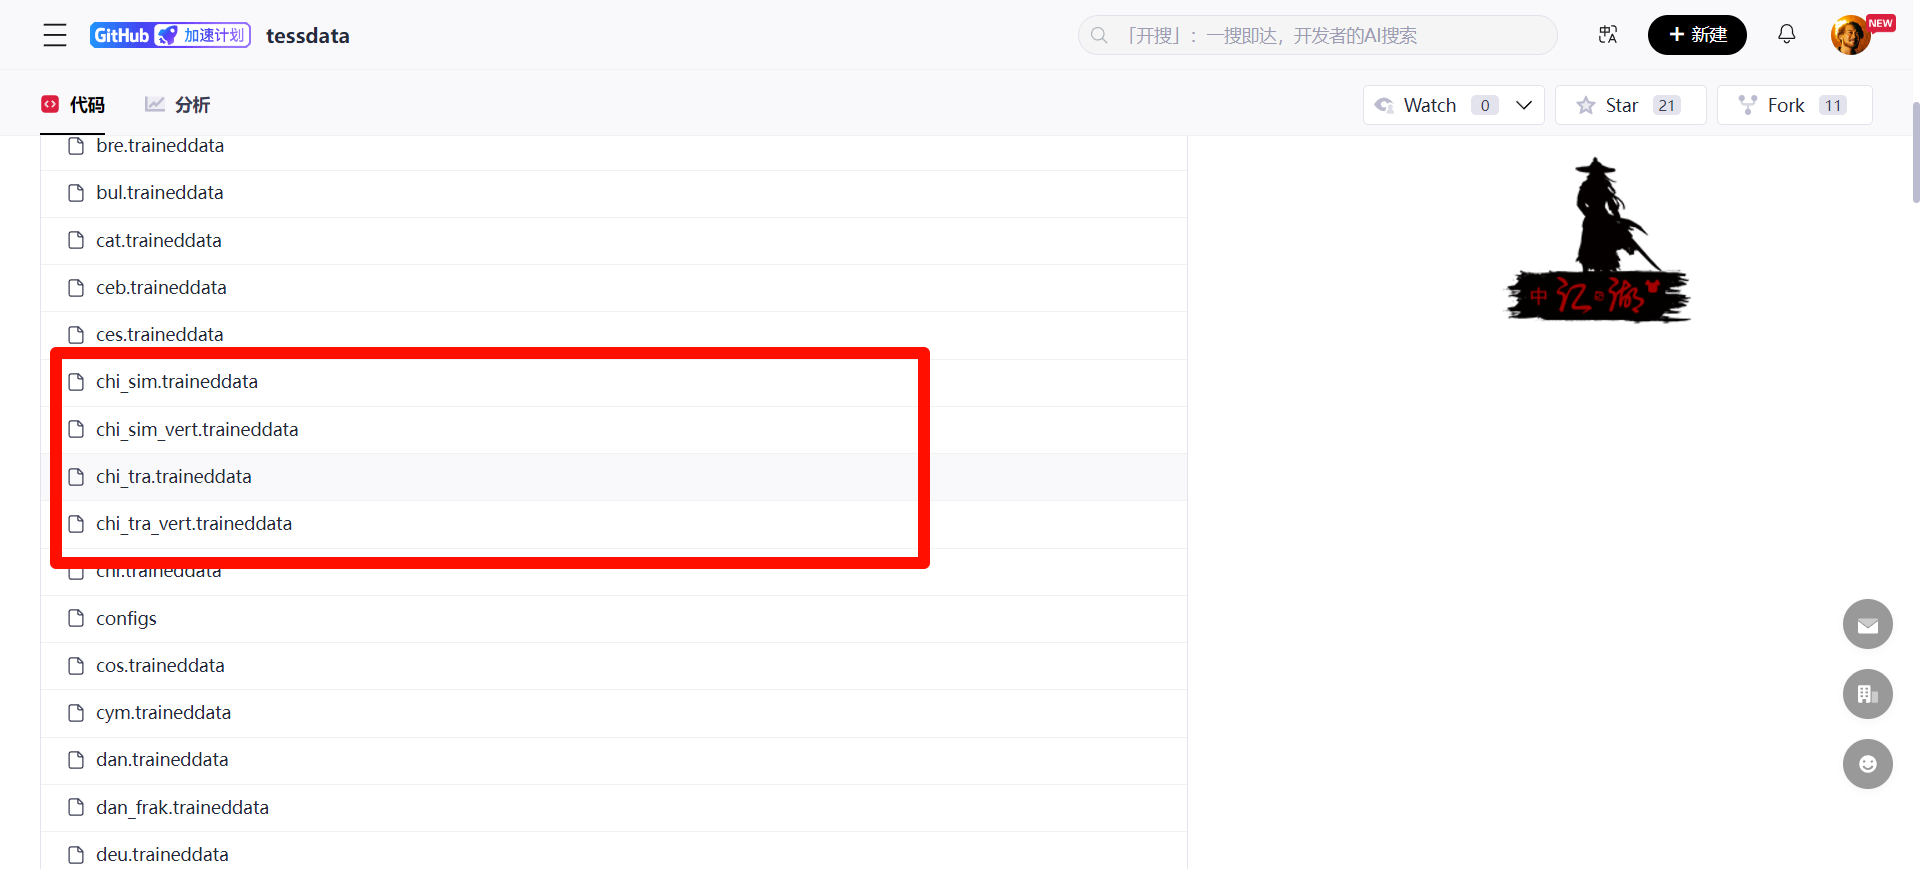 GitHub 加速计划 tessdata
「开搜」：一搜即达，开发者的AI搜索
新建
NEW
代码
分析
Watch 0
Star 21
Fork 11
bre.traineddata
bul.traineddata
cat.traineddata
ceb.traineddata
ces.traineddata
chi_sim.traineddata
chi_sim_vert.traineddata
chi_tra.traineddata
chi_tra_vert.traineddata
chr.traineddata
configs
cos.traineddata
cym.traineddata
dan.traineddata
dan_frak.traineddata
deu.traineddata
中
江
湖